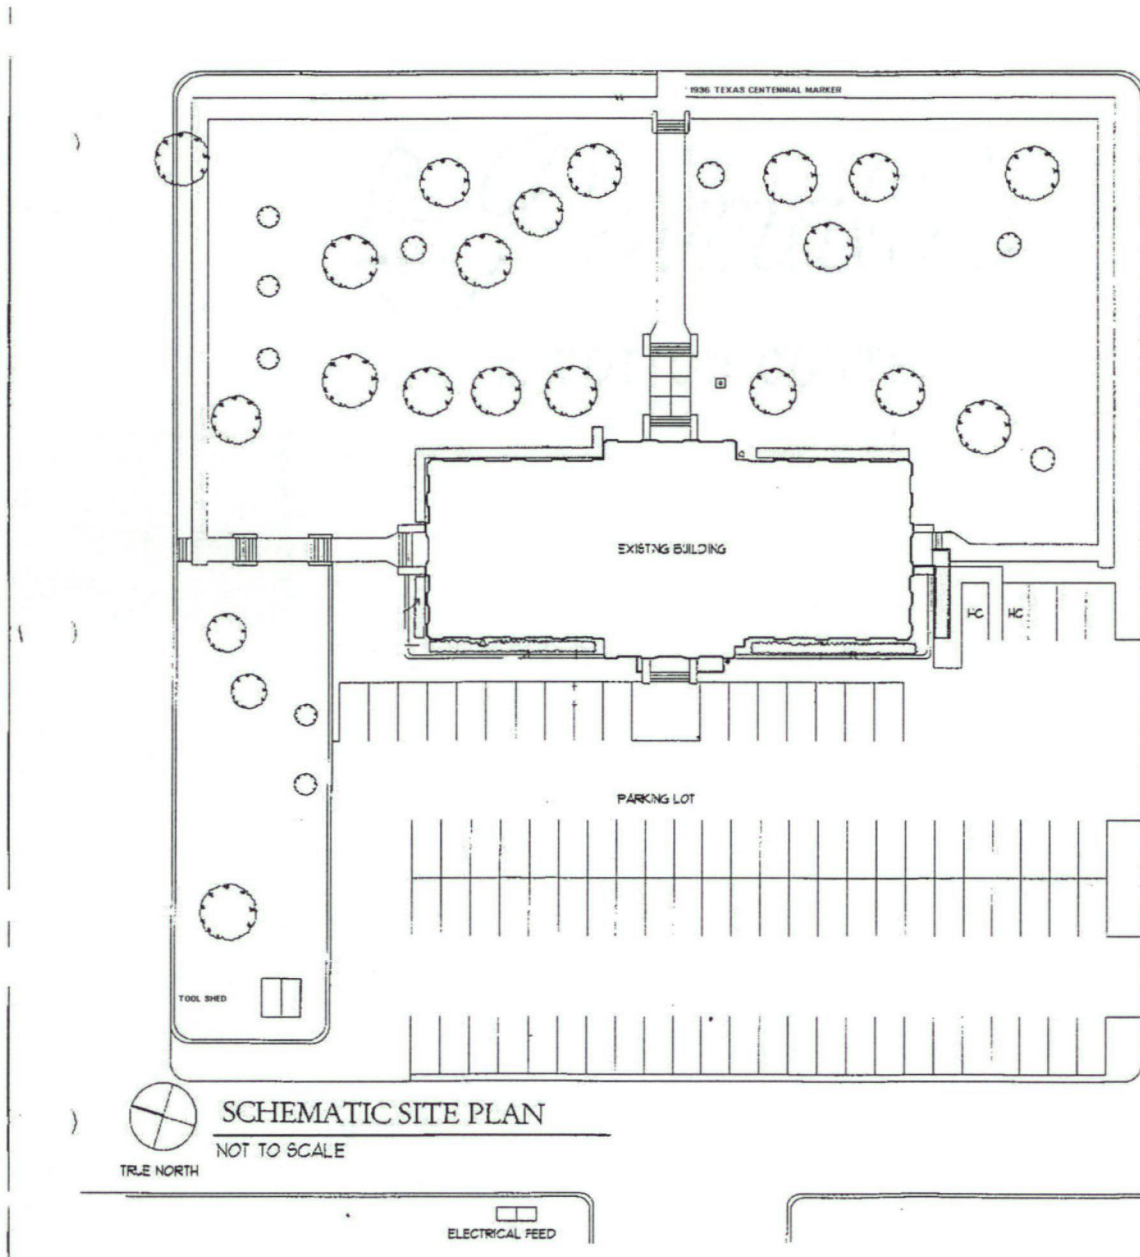 1936 TEXAS CENTENNIAL MARKER
EXISTING BUILDING
HC HC
PARKING LOT
TOOL SHED
SCHEMATIC SITE PLAN
NOT TO SCALE
TRUE NORTH
ELECTRICAL FEED